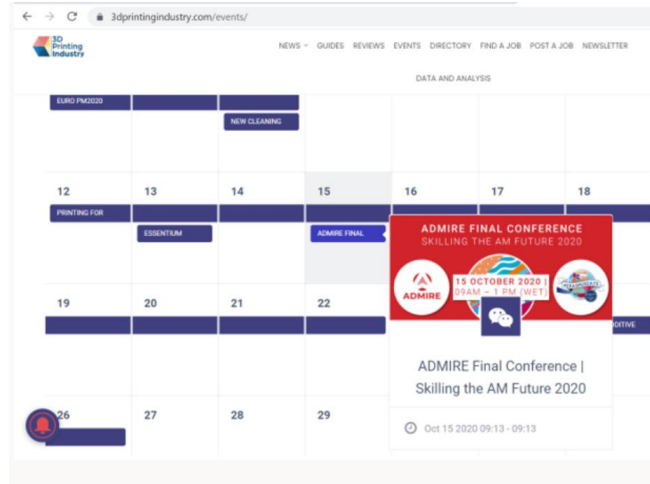 3dprintingindustry.com/events/
3D
Printing
Industry
NEWS GUIDES REVIEWS EVENTS DIRECTORY FIND A JOB POST A JOB NEWSLETTER
DATA AND ANALYSIS
EURO PM2020
NEW CLEANING
12 13 14 15 16 17 18
PRINTING FOR
ESSENTIUM
ADMIRE FINAL
ADMIRE FINAL CONFERENCE
SKILLING THE AM FUTURE 2020
ADMIRE
15 OCTOBER 2020 |
09AM – 1 PM (WET)
19 20 21 22
DITIVE
ADMIRE Final Conference |
Skilling the AM Future 2020
26 27 28 29
Oct 15 2020 09:13 - 09:13